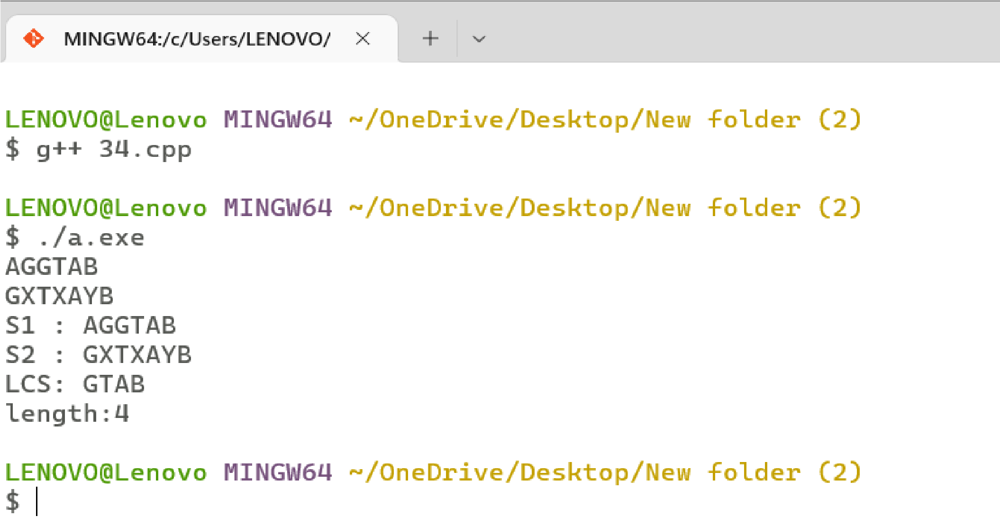 MINGW64:/c/Users/LENOVO/
LENOVO@Lenovo MINGW64 ~/OneDrive/Desktop/New folder (2)
$ g++ 34.cpp
LENOVO@Lenovo MINGW64 ~/OneDrive/Desktop/New folder (2)
$ ./a.exe
AGGTAB
GXTXAYB
S1 : AGGTAB
S2 : GXTXAYB
LCS: GTAB
length:4
LENOVO@Lenovo MINGW64 ~/OneDrive/Desktop/New folder (2)
$